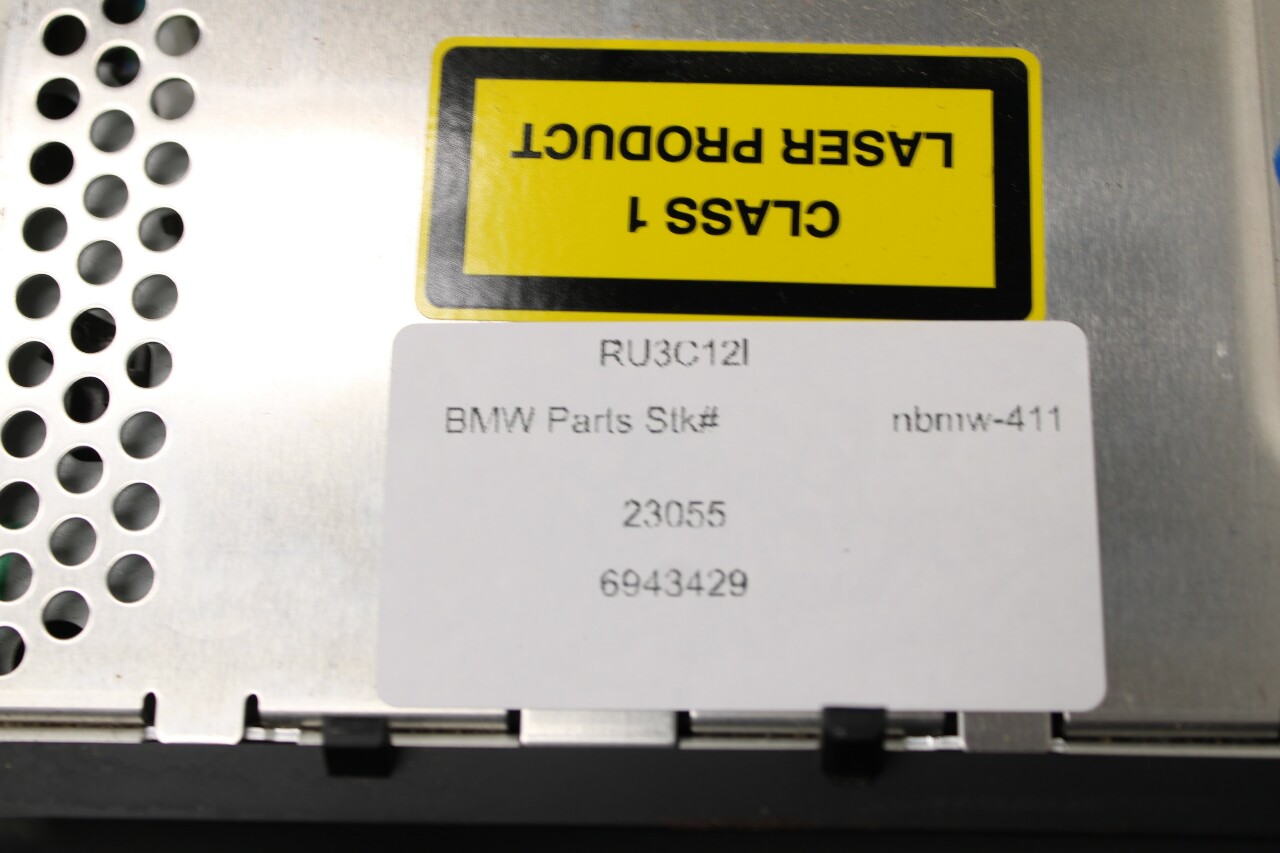 CLASS 1
LASER PRODUCT
RU3C12I
BMW Parts Stk# nbmw-411
23055
6943429